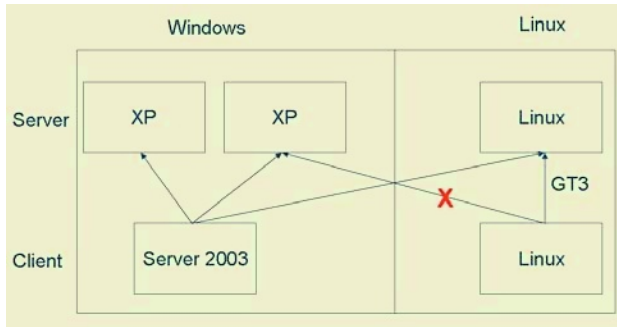 Windows
Linux
Server
XP
XP
Linux
X
GT3
Client
Server 2003
Linux